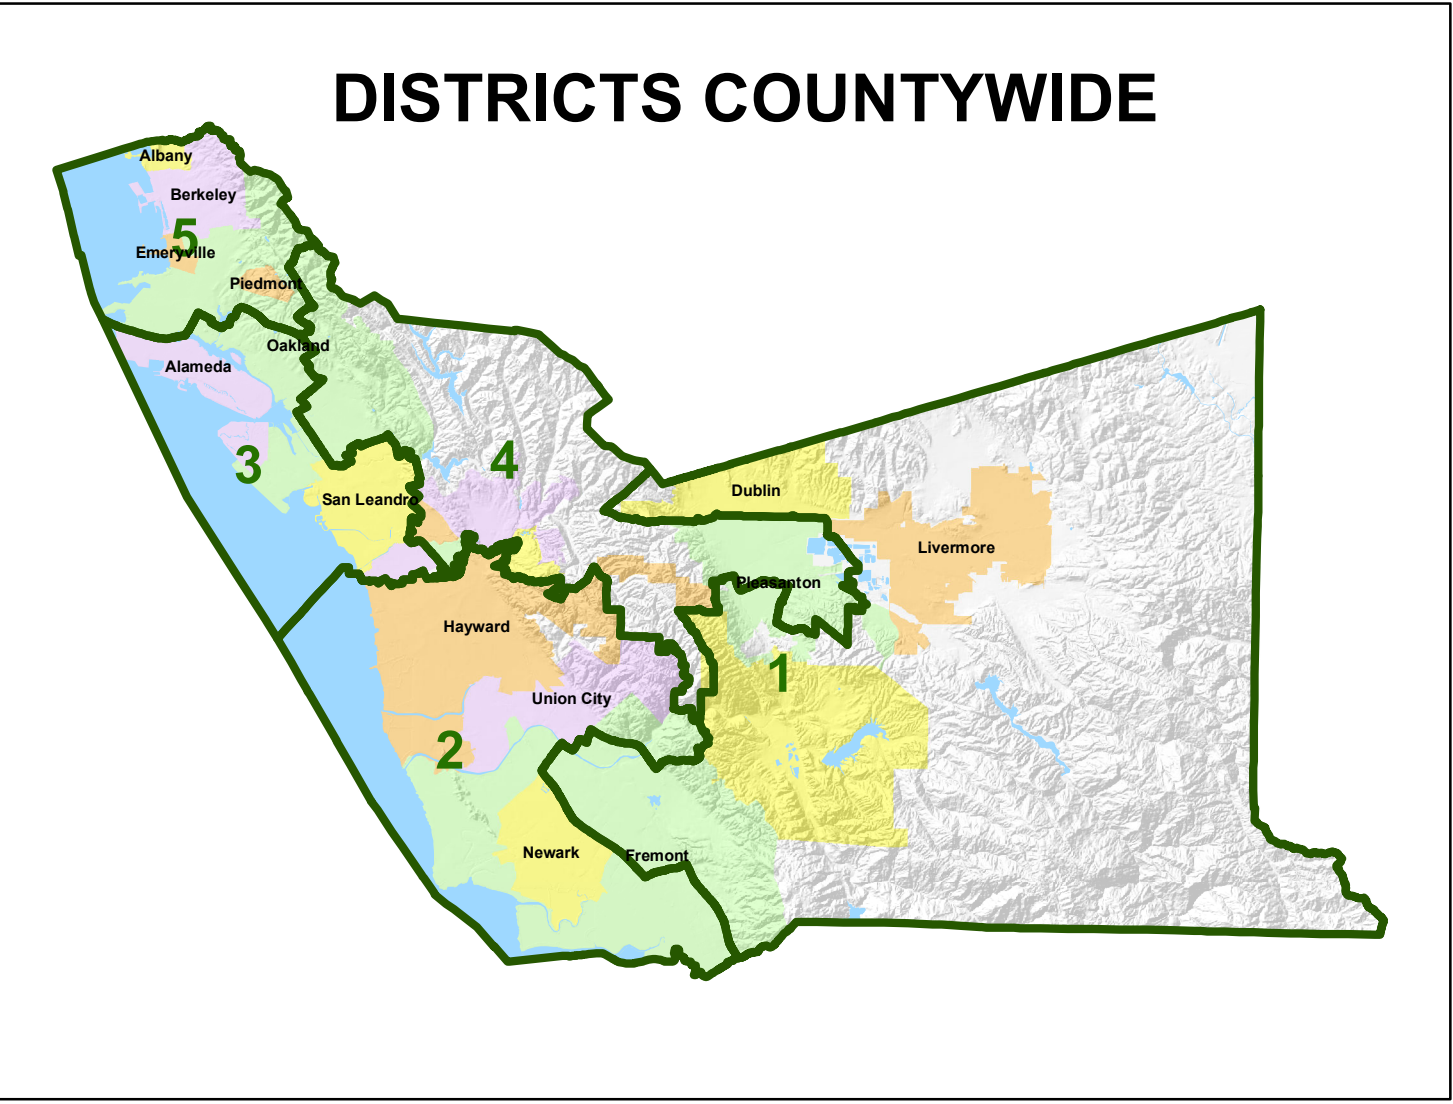 DISTRICTS COUNTYWIDE
Albany
Berkeley
5
Emeryville
Piedmont
Oakland
Alameda
3
4
San Leandro
Dublin
Livermore
Pleasanton
Hayward
1
Union City
2
Newark
Fremont